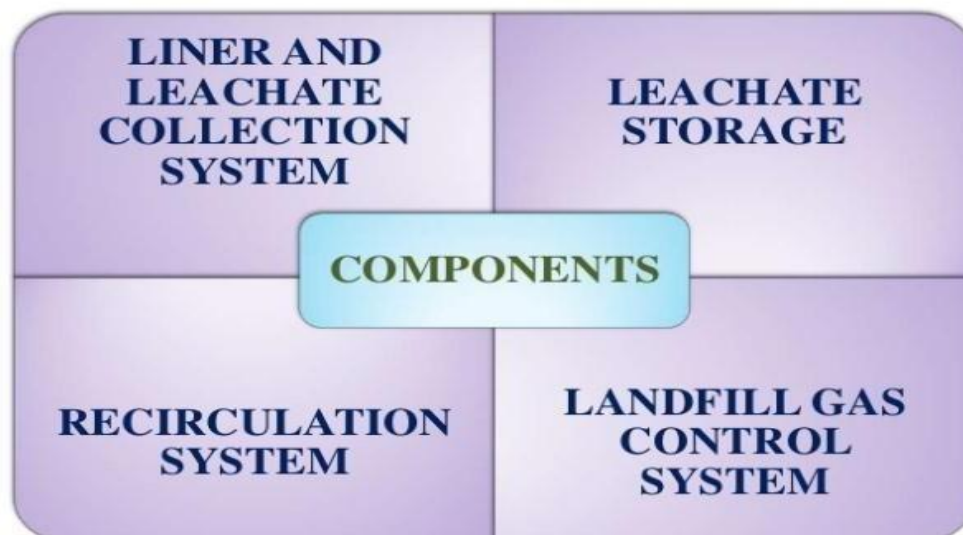 LINER AND
LEACHATE
COLLECTION
SYSTEM
LEACHATE
STORAGE
COMPONENTS
RECIRCULATION
SYSTEM
LANDFILL GAS
CONTROL
SYSTEM